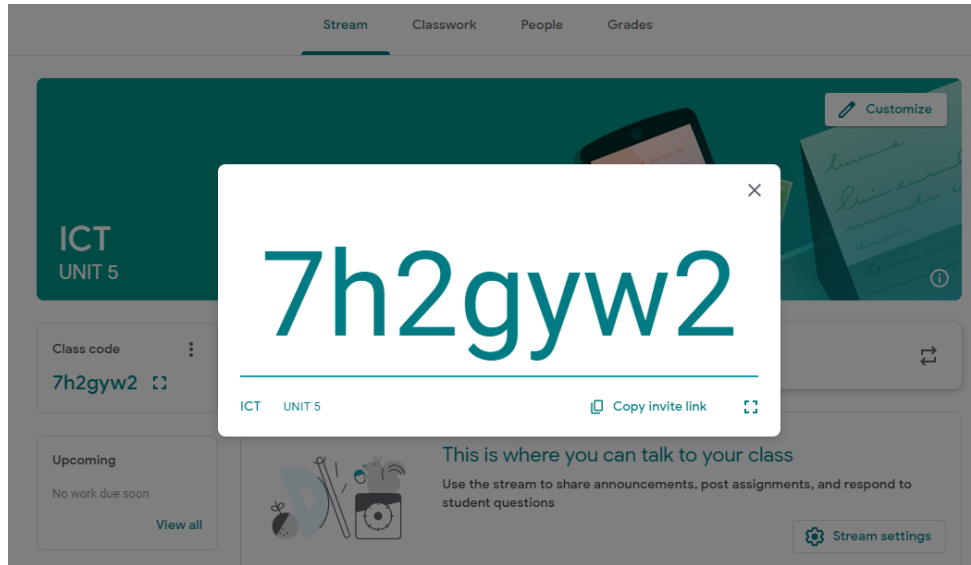 Stream Classwork People Grades
Customize
ICT
UNIT 5
7h2gyw2
ICT UNIT 5 Copy invite link
Class code
7h2gyw2
Upcoming
No work due soon
View all
This is where you can talk to your class
Use the stream to share announcements, post assignments, and respond to
student questions
Stream settings